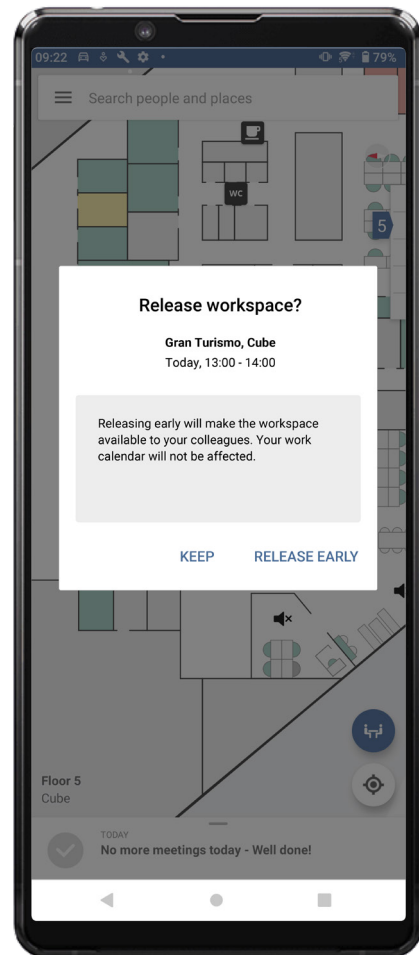 09:22
79%
Search people and places
WC
5
Release workspace?
Gran Turismo, Cube
Today, 13:00 - 14:00
Releasing early will make the workspace
available to your colleagues. Your work
calendar will not be affected.
KEEP
RELEASE EARLY
Floor 5
Cube
TODAY
No more meetings today - Well done!